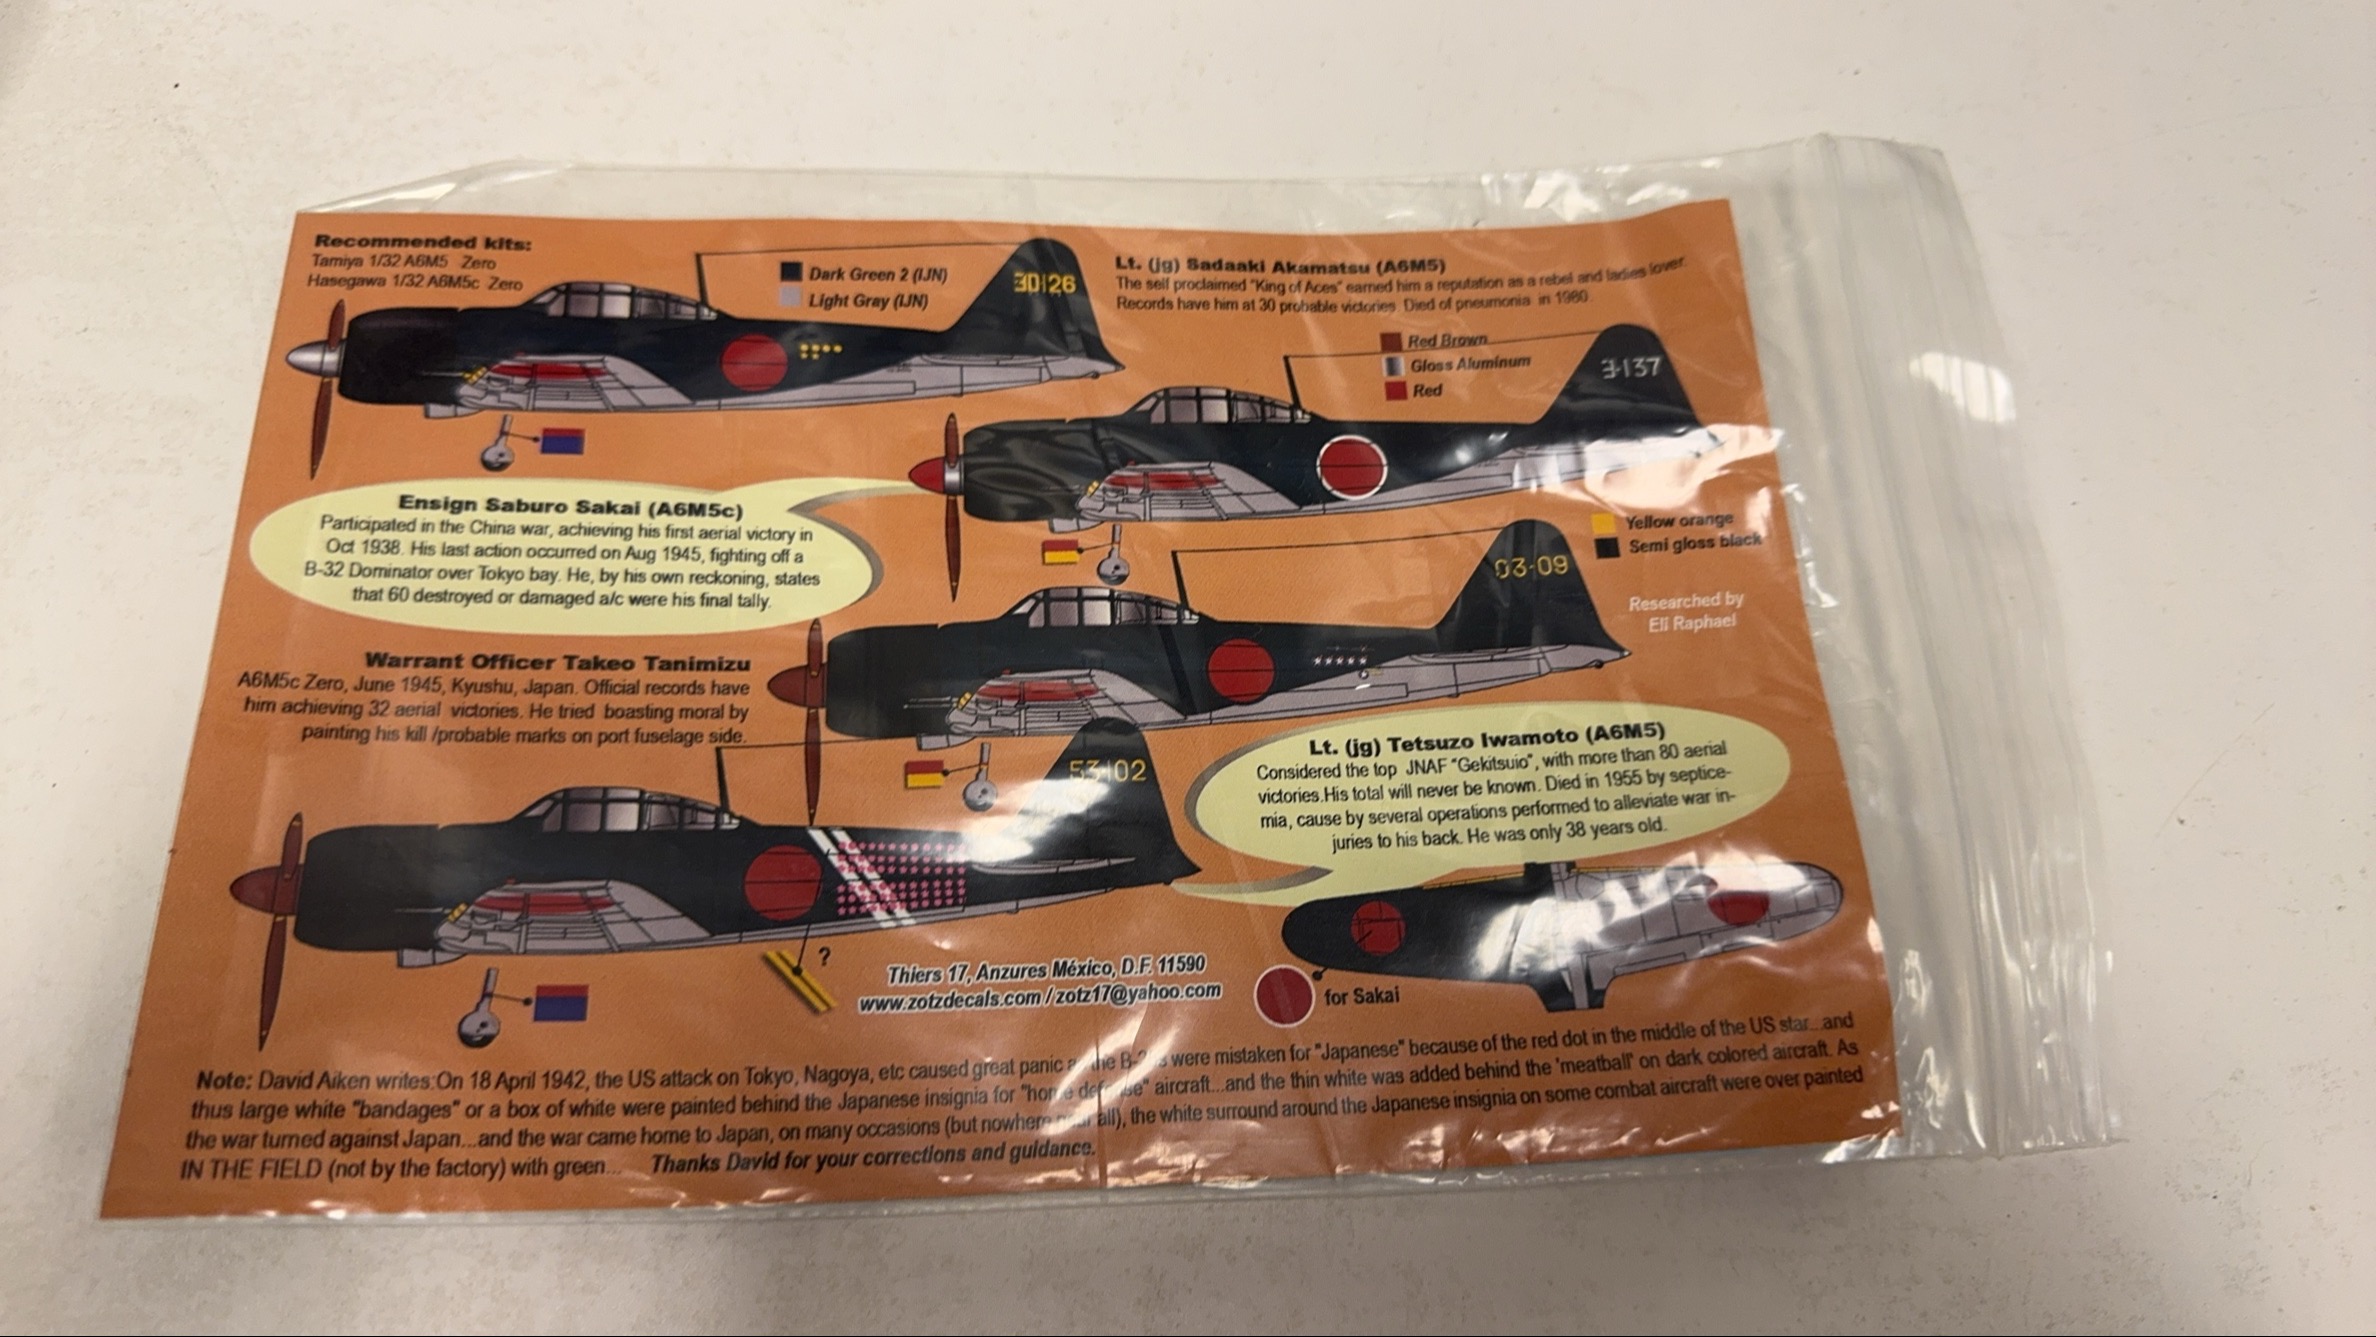 Recommended kits:
Tamiya 1/32 A6M5 Zero
Hasegawa 1/32 A6M5c Zero
Dark Green 2 (IJN)
Light Gray (IJN)
30-126
Lt. (jg) Sadaaki Akamatsu (A6M5)
The self proclaimed "King of Aces" earned him a reputation as a rebel and ladies lover.
Records have him at 30 probable victories. Died of pneumonia in 1980.
Red Brown
Gloss Aluminum
Red
ヨ-137
Ensign Saburo Sakai (A6M5c)
Participated in the China war, achieving his first aerial victory in
Oct 1938. His last action occurred on Aug 1945, fighting off a
B-32 Dominator over Tokyo bay. He, by his own reckoning, states
that 60 destroyed or damaged a/c were his final tally.
Yellow orange
Semi gloss black
03-09
Researched by
Eli Raphael
Warrant Officer Takeo Tanimizu
A6M5c Zero, June 1945, Kyushu, Japan. Official records have
him achieving 32 aerial victories. He tried boasting moral by
painting his kill /probable marks on port fuselage side.
53-102
Lt. (jg) Tetsuzo Iwamoto (A6M5)
Considered the top JNAF "Gekitsuio", with more than 80 aerial
victories.His total will never be known. Died in 1955 by septice-
mia, cause by several operations performed to alleviate war in-
juries to his back. He was only 38 years old.
?
Thiers 17, Anzures México, D.F. 11590
www.zotzdecals.com / zotz17@yahoo.com
for Sakai
Note: David Aiken writes:On 18 April 1942, the US attack on Tokyo, Nagoya, etc caused great panic were mistaken for "Japanese" because of the red dot in the middle of the US star...and
thus large white "bandages" or a box of white were painted behind the Japanese insignia for "home defense" aircraft...and the thin white was added behind the 'meatball' on dark colored aircraft. As
the war turned against Japan...and the war came home to Japan, on many occasions (but nowhere near all), the white surround around the Japanese insignia on some combat aircraft were over painted
IN THE FIELD (not by the factory) with green... Thanks David for your corrections and guidance.